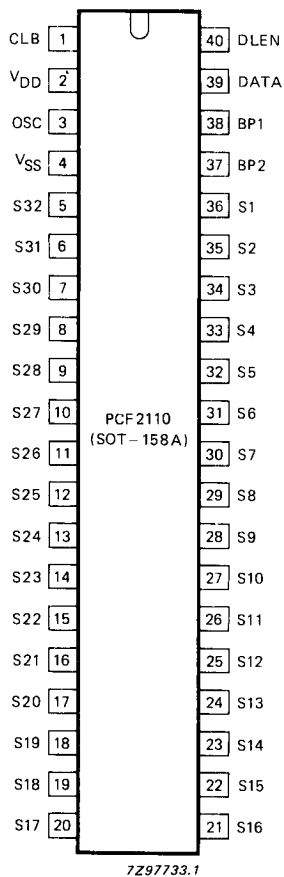 CLB 1 40 DLEN
VDD 2 39 DATA
OSC 3 38 BP1
VSS 4 37 BP2
S32 5 36 S1
S31 6 35 S2
S30 7 34 S3
S29 8 33 S4
S28 9 32 S5
S27 10 31 S6
PCF2110
(SOT-158A)
S26 11 30 S7
S25 12 29 S8
S24 13 28 S9
S23 14 27 S10
S22 15 26 S11
S21 16 25 S12
S20 17 24 S13
S19 18 23 S14
S18 19 22 S15
S17 20 21 S16
7Z97733.1